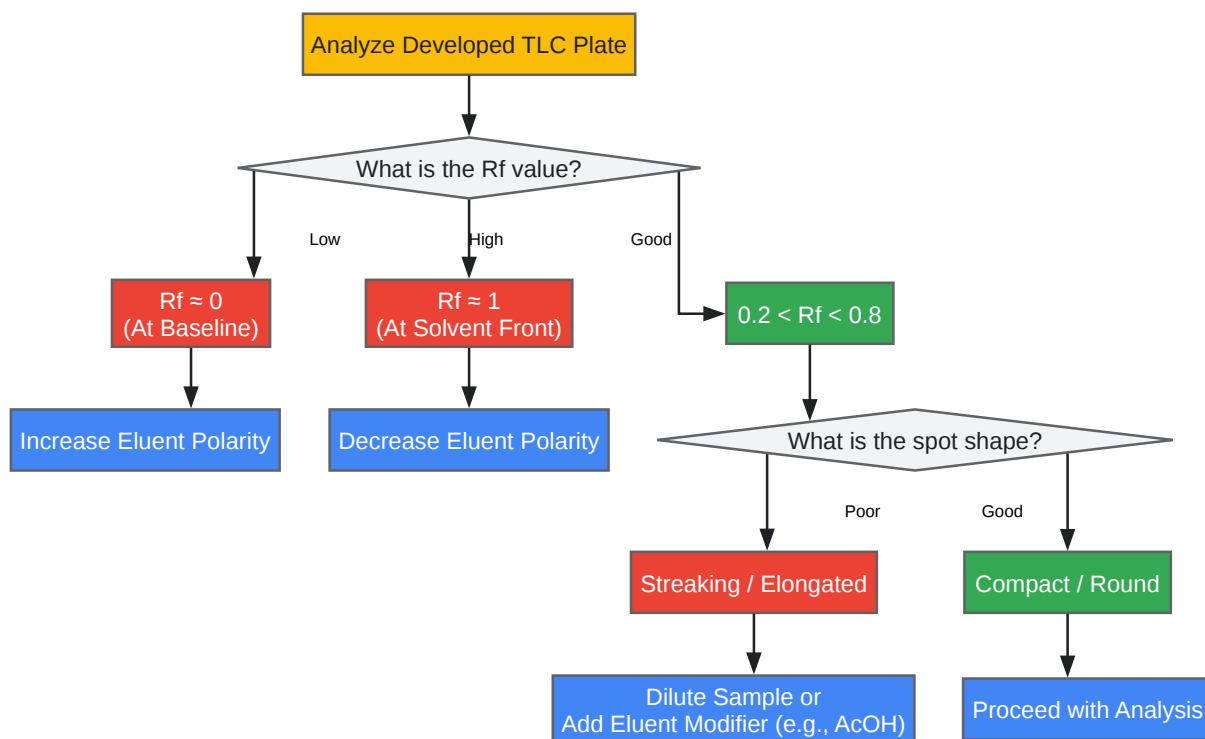 Analyze Developed TLC Plate
What is the Rf value?
Low
High
Good
Rf ≈ 0
(At Baseline)
Rf ≈ 1
(At Solvent Front)
0.2 < Rf < 0.8
Increase Eluent Polarity
Decrease Eluent Polarity
What is the spot shape?
Poor
Good
Streaking / Elongated
Compact / Round
Dilute Sample or
Add Eluent Modifier (e.g., AcOH)
Proceed with Analysis